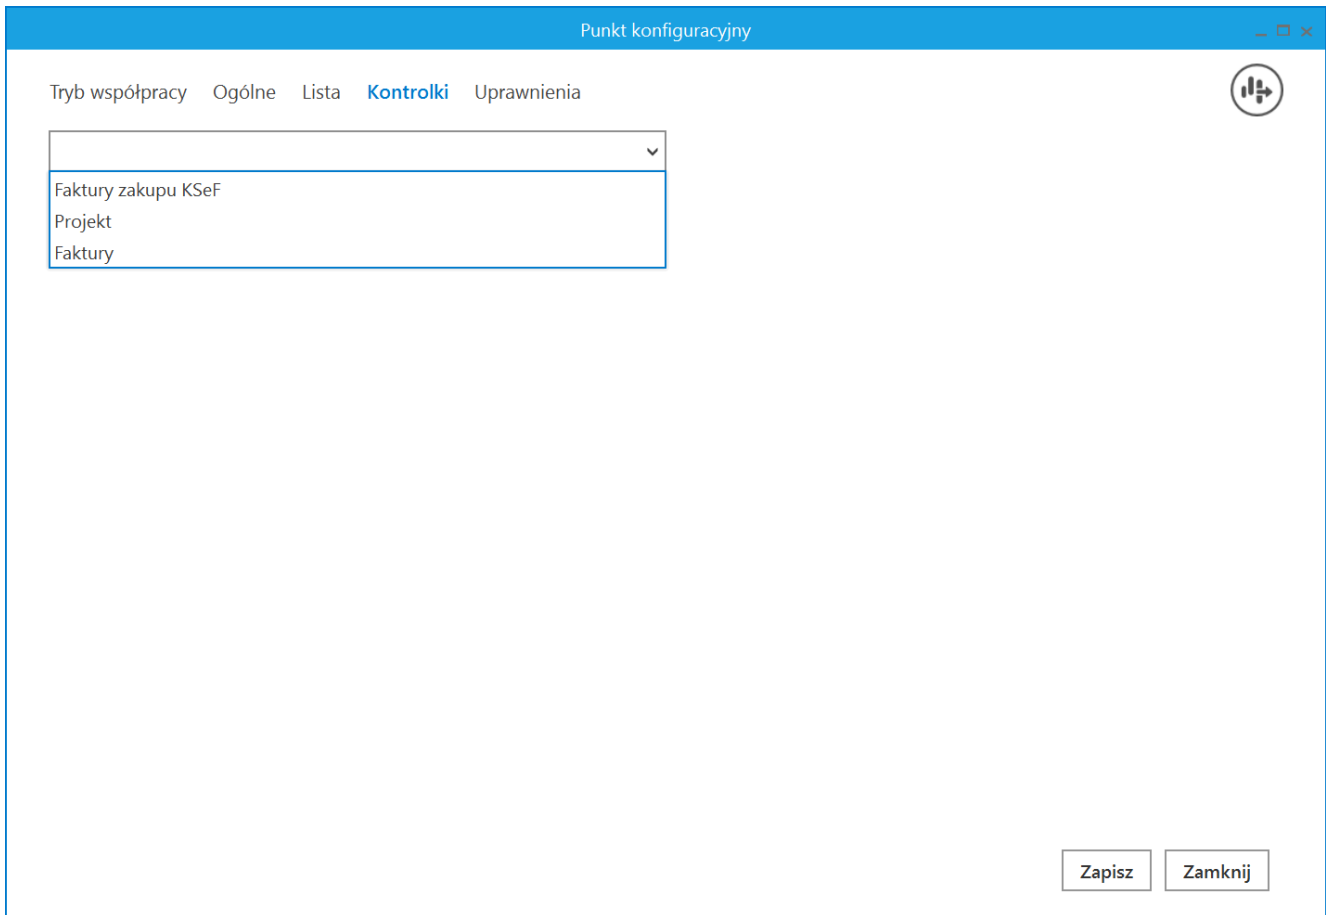 Punkt konfiguracyjny
Tryb współpracy Ogólne Lista Kontrolki Uprawnienia
Faktury zakupu KSeF
Projekt
Faktury
Zapisz Zamknij